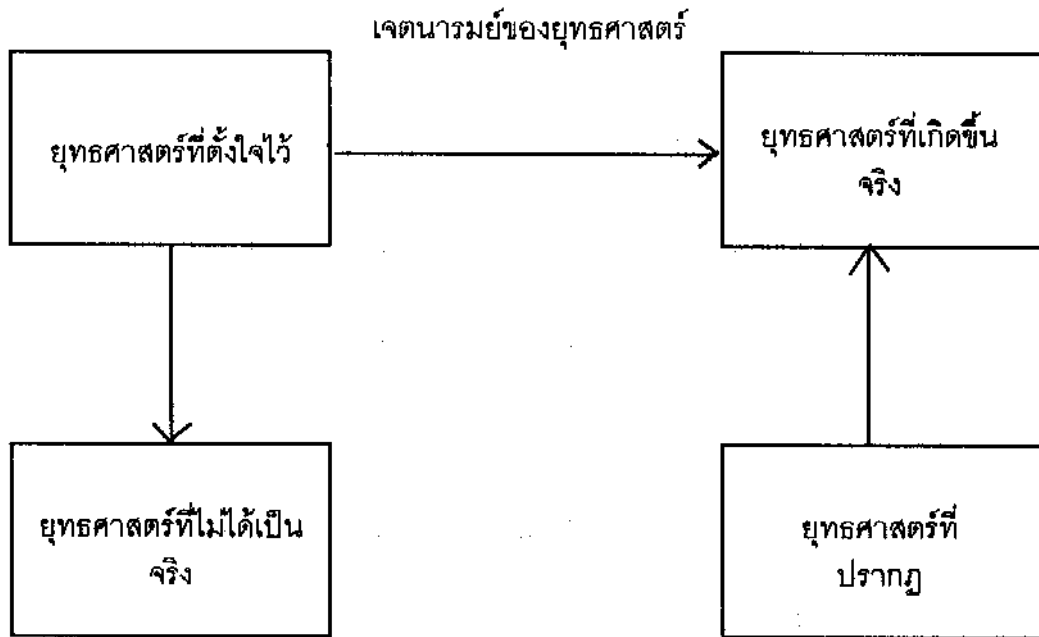 เจตนารมย์ของยุทธศาสตร์
ยุทธศาสตร์ที่ตั้งใจไว้
ยุทธศาสตร์ที่เกิดขึ้น
จริง
ยุทธศาสตร์ที่ไม่ได้เป็น
จริง
ยุทธศาสตร์ที่
ปรากฏ